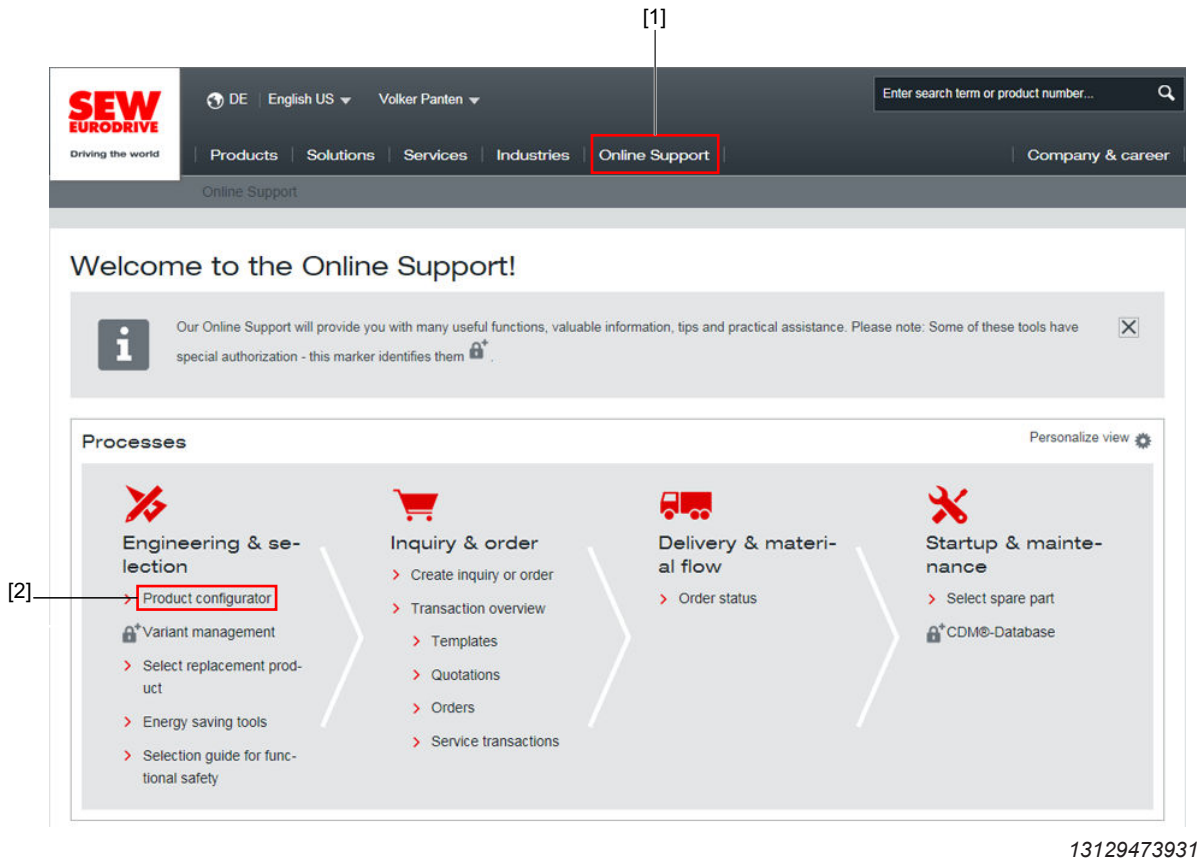 [1]
SEW
EURODRIVE
Driving the world
DE | English US Volker Panten
Enter search term or product number...
Products | Solutions | Services | Industries | Online Support | Company & career
Online Support
Welcome to the Online Support!
i
Our Online Support will provide you with many useful functions, valuable information, tips and practical assistance. Please note: Some of these tools have
special authorization - this marker identifies them .
Processes
Personalize view
Engineering & se-
lection
[2]
Product configurator
Variant management
Select replacement prod-
uct
Energy saving tools
Selection guide for func-
tional safety
Inquiry & order
Create inquiry or order
Transaction overview
Templates
Quotations
Orders
Service transactions
Delivery & materi-
al flow
Order status
Startup & mainte-
nance
Select spare part
CDM®-Database
13129473931